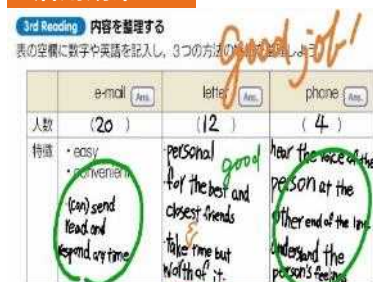 3rd Reading 内容を整理する
表の空欄に数字や英語を記入し，3つの方法の
good job!
e-mail Ans. letter Ans. phone Ans.
人数 (20) (12) (4)
特徴
・easy
・convenient
(can) send
read and
respond any time
・personal
good
for the best and
closest friends
・take time but
worth of it.
hear the voice of the
person at the
other end of the line
understand the
person's feelings